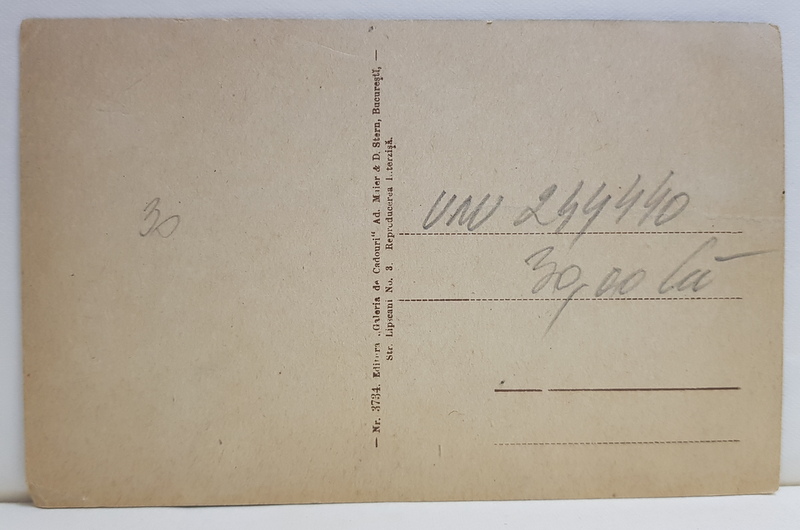 30
— Nr. 3734. Editura „Galeria de Cadouri" Ad. Maier & D. Stern, Bucureşti, —
Str. Lipscani No. 3. Reproducerea interzisă.
244440
30,00 lei